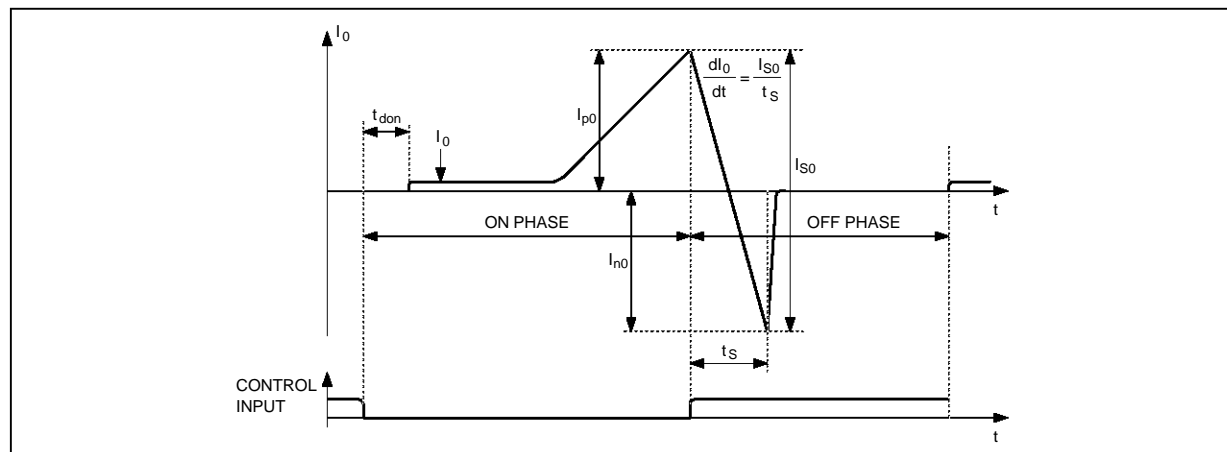 I0
dI0/dt = IS0/tS
tdon
I0
Ip0
IS0
t
ON PHASE
OFF PHASE
In0
tS
CONTROL
INPUT
t